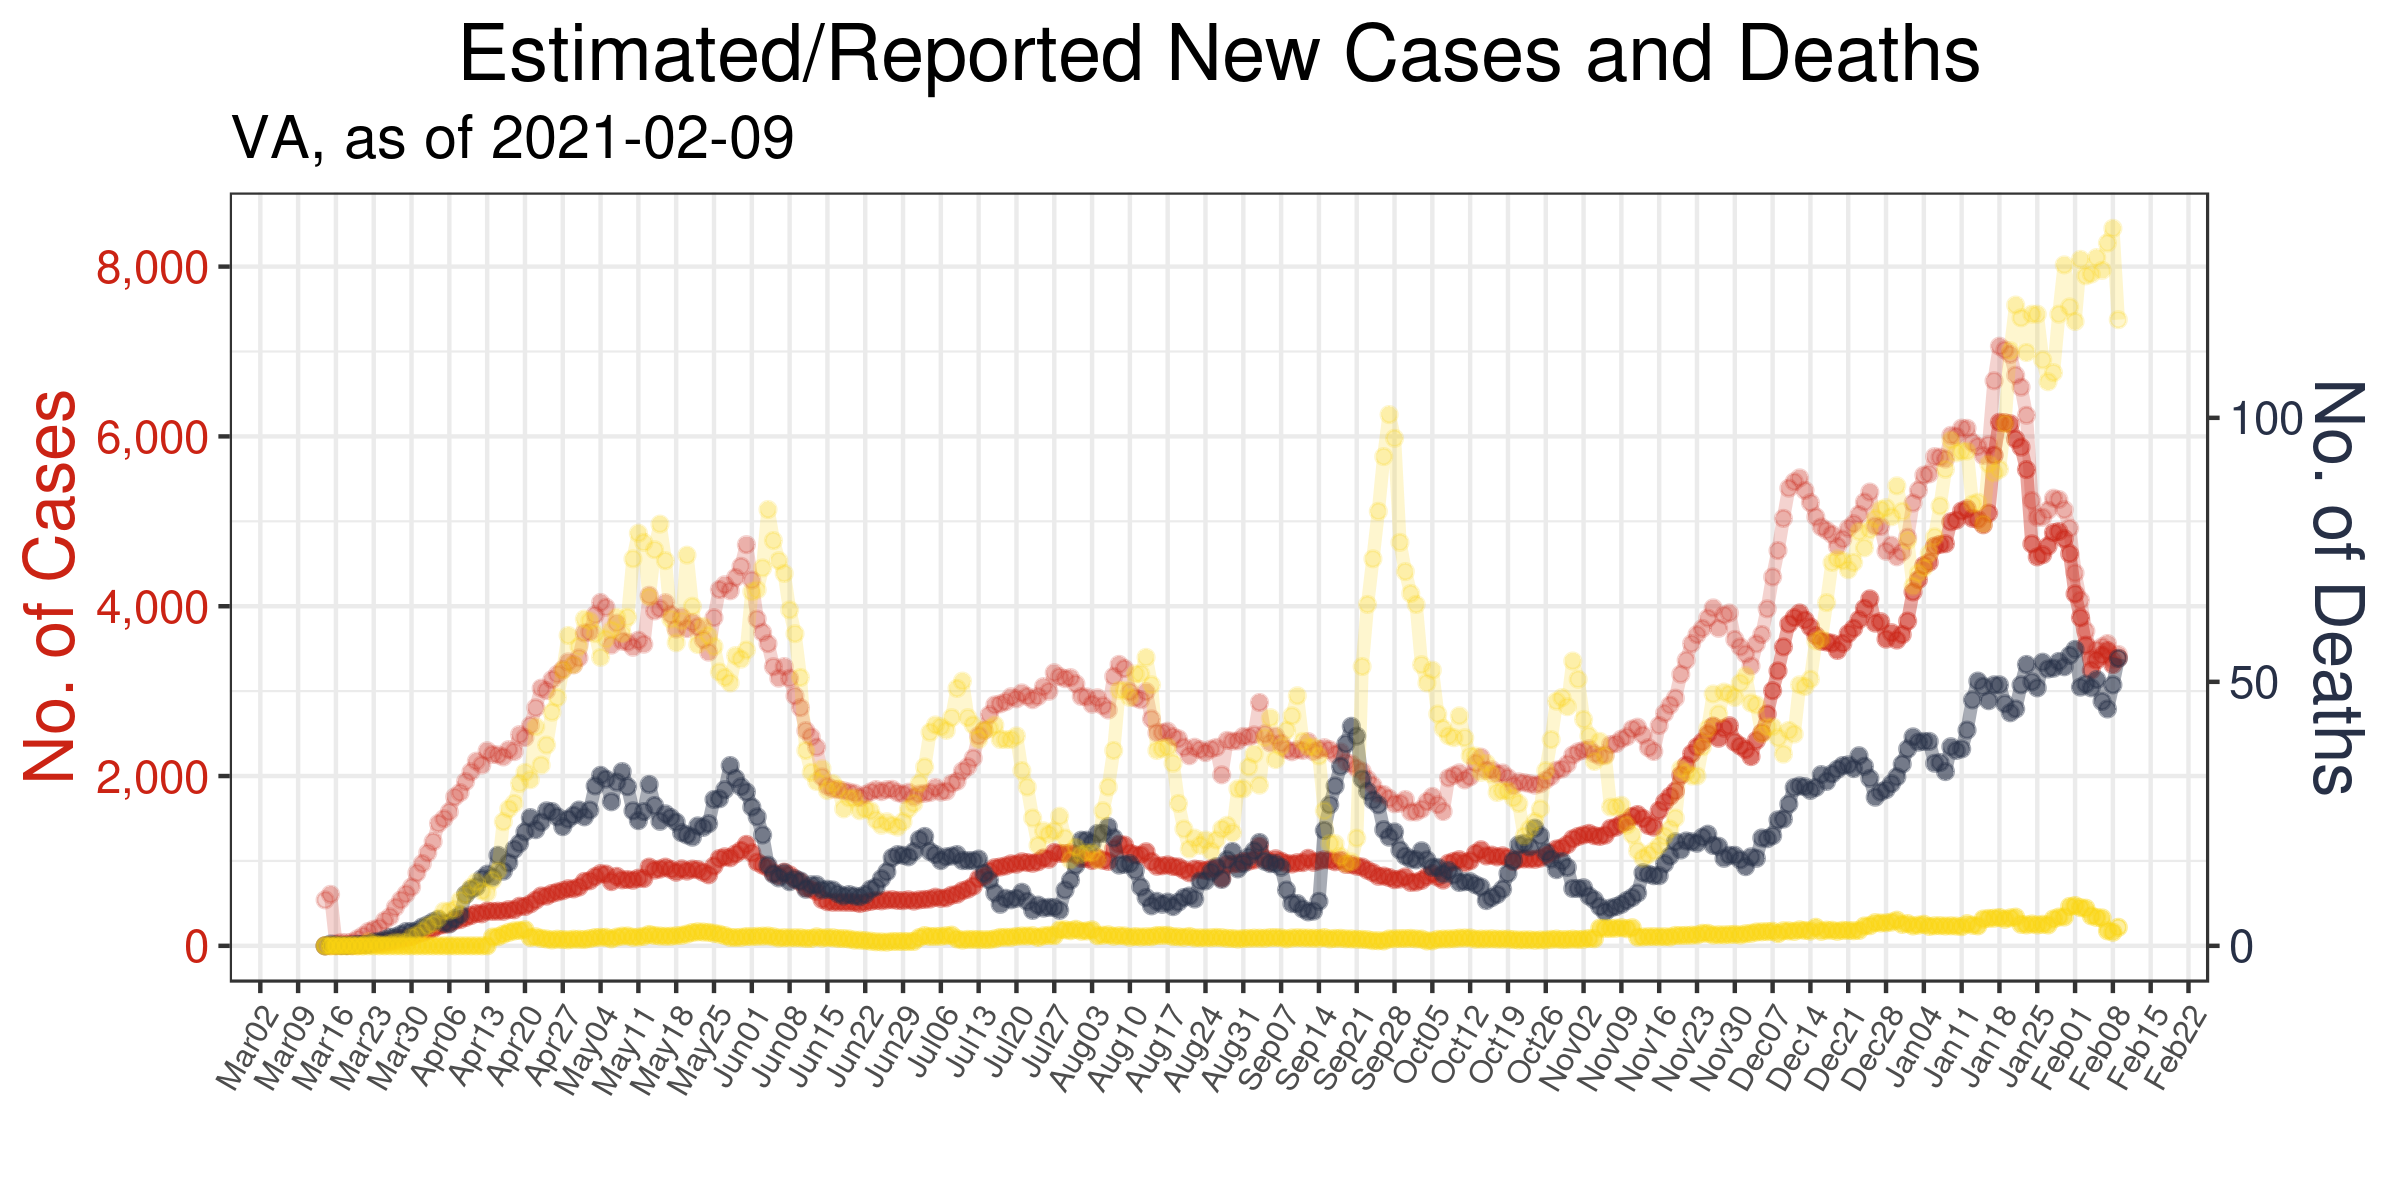 Estimated/Reported New Cases and Deaths
VA, as of 2021-02-09
No. of Cases
8,000
6,000
4,000
2,000
0
No. of Deaths
100
50
0
Mar02
Mar09
Mar16
Mar23
Mar30
Apr06
Apr13
Apr20
Apr27
May04
May11
May18
May25
Jun01
Jun08
Jun15
Jun22
Jun29
Jul06
Jul13
Jul20
Jul27
Aug03
Aug10
Aug17
Aug24
Aug31
Sep07
Sep14
Sep21
Sep28
Oct05
Oct12
Oct19
Oct26
Nov02
Nov09
Nov16
Nov23
Nov30
Dec07
Dec14
Dec21
Dec28
Jan04
Jan11
Jan18
Jan25
Feb01
Feb08
Feb15
Feb22